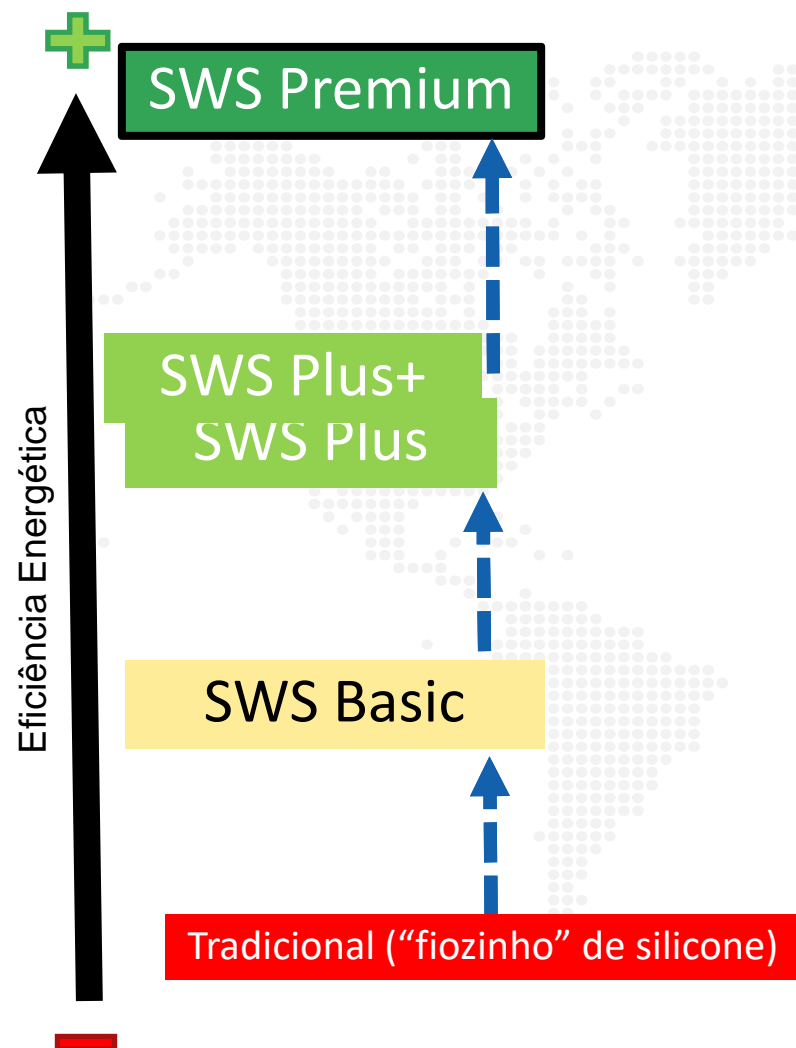 SWS Premium
SWS Plus+
SWS Plus
Eficiência Energética
SWS Basic
Tradicional (“fiozinho” de silicone)